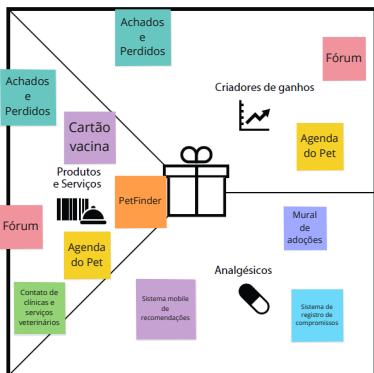 Achados
e
Perdidos
Fórum
Criadores de ganhos
Achados
e
Perdidos
Cartão
vacina
Agenda
do Pet
Produtos
e Serviços
PetFinder
Fórum
Mural
de
adoções
Agenda
do Pet
Analgésicos
Contato de
clínicas e
serviços
veterinários
Sistema mobile
de
recomendações
Sistema de
registro de
compromissos